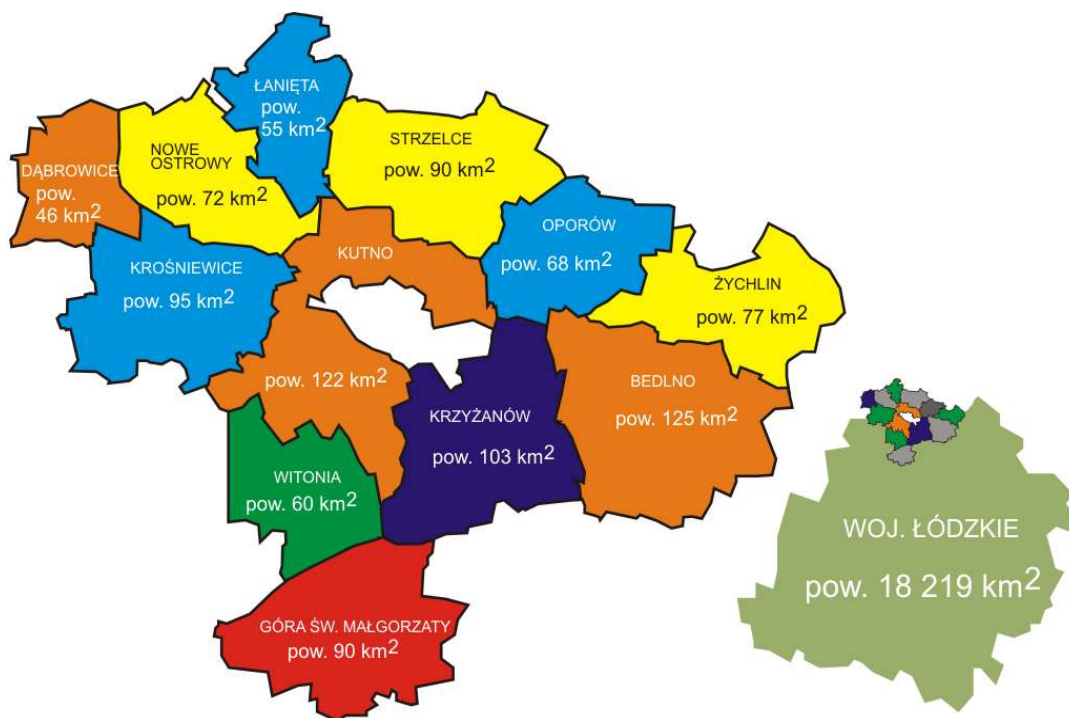 ŁANIĘTA
pow.
55 km²
STRZELCE
pow. 90 km²
NOWE
OSTROWY
pow. 72 km²
DĄBROWICE
pow.
46 km²
OPORÓW
pow. 68 km²
KUTNO
KROŚNIEWICE
pow. 95 km²
ŻYCHLIN
pow. 77 km²
pow. 122 km²
BEDLNO
pow. 125 km²
KRZYŻANÓW
pow. 103 km²
WITONIA
pow. 60 km²
WOJ. ŁÓDZKIE
pow. 18 219 km²
GÓRA ŚW. MAŁGORZATY
pow. 90 km²